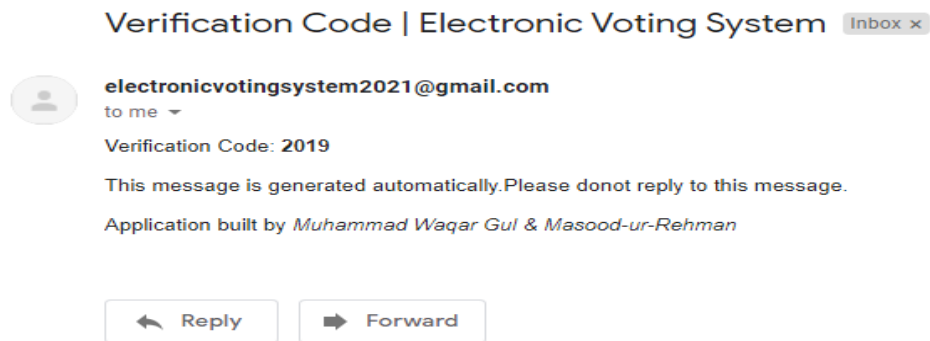 Verification Code | Electronic Voting System Inbox x
electronicvotingsystem2021@gmail.com
to me
Verification Code: 2019
This message is generated automatically.Please donot reply to this message.
Application built by Muhammad Waqar Gul & Masood-ur-Rehman
Reply Forward